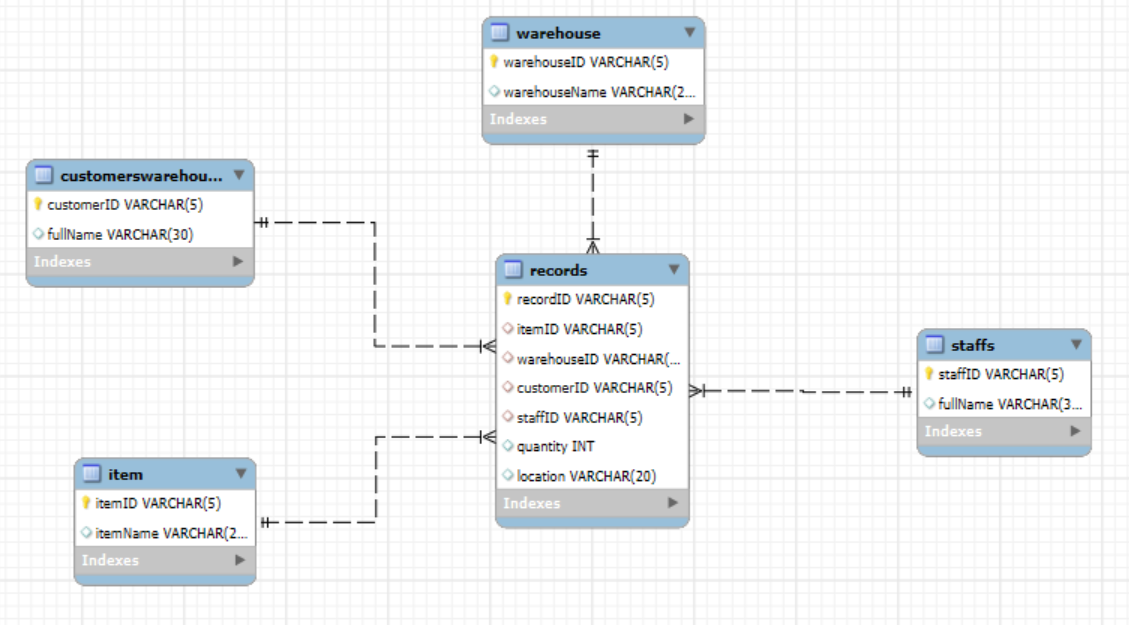 warehouse
warehouseID VARCHAR(5)
warehouseName VARCHAR(2...
Indexes
customerswarehou...
customerID VARCHAR(5)
fullName VARCHAR(30)
Indexes
records
recordID VARCHAR(5)
itemID VARCHAR(5)
warehouseID VARCHAR(...
customerID VARCHAR(5)
staffID VARCHAR(5)
quantity INT
location VARCHAR(20)
Indexes
staffs
staffID VARCHAR(5)
fullName VARCHAR(3...
Indexes
item
itemID VARCHAR(5)
itemName VARCHAR(2...
Indexes